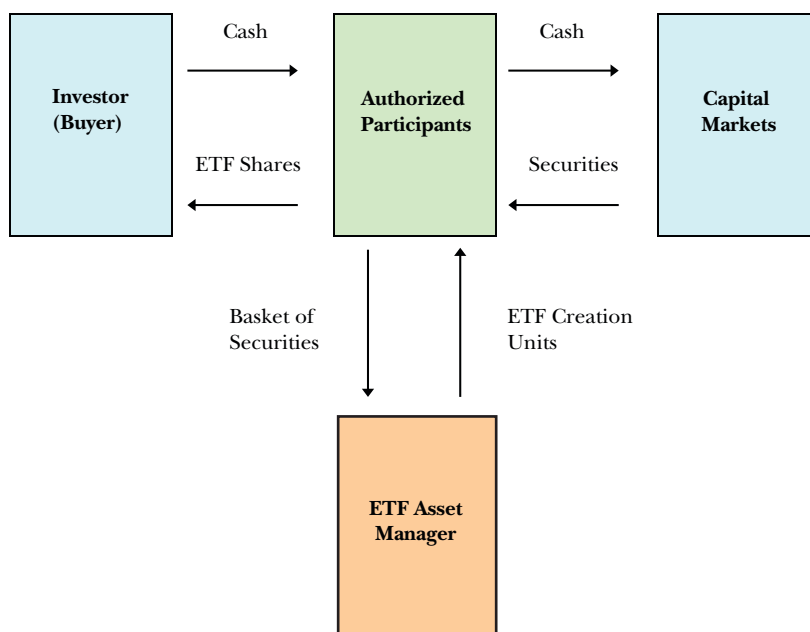 Cash
Cash
Investor
(Buyer)
Authorized
Participants
Capital
Markets
ETF Shares
Securities
Basket of
Securities
ETF Creation
Units
ETF Asset
Manager